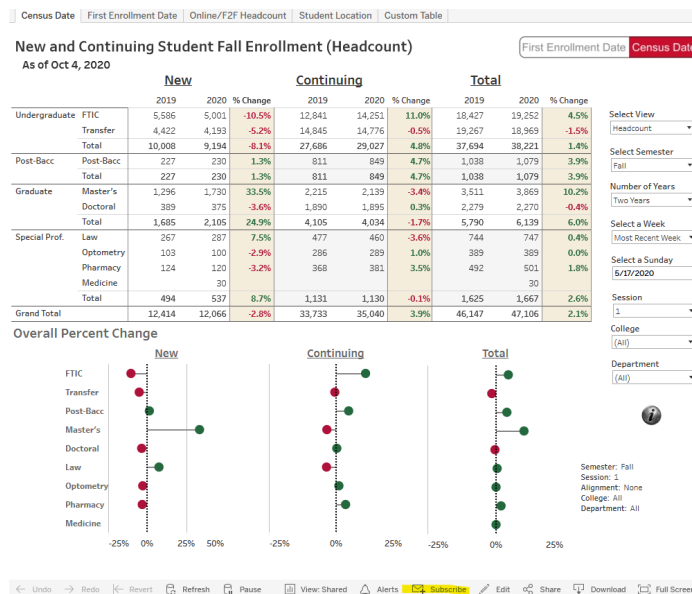 Census Date First Enrollment Date Online/F2F Headcount Student Location Custom Table
New and Continuing Student Fall Enrollment (Headcount)
First Enrollment Date Census Date
As of Oct 4, 2020
New Continuing Total
2019 2020 % Change 2019 2020 % Change 2019 2020 % Change
Undergraduate FTIC 5,586 5,001 -10.5% 12,841 14,251 11.0% 18,427 19,252 4.5%
Transfer 4,422 4,193 -5.2% 14,845 14,776 -0.5% 19,267 18,969 -1.5%
Total 10,008 9,194 -8.1% 27,686 29,027 4.8% 37,694 38,221 1.4%
Post-Bacc Post-Bacc 227 230 1.3% 811 849 4.7% 1,038 1,079 3.9%
Total 227 230 1.3% 811 849 4.7% 1,038 1,079 3.9%
Graduate Master's 1,296 1,730 33.5% 2,215 2,139 -3.4% 3,511 3,869 10.2%
Doctoral 389 375 -3.6% 1,890 1,895 0.3% 2,279 2,270 -0.4%
Total 1,685 2,105 24.9% 4,105 4,034 -1.7% 5,790 6,139 6.0%
Special Prof. Law 267 287 7.5% 477 460 -3.6% 744 747 0.4%
Optometry 103 100 -2.9% 286 289 1.0% 389 389 0.0%
Pharmacy 124 120 -3.2% 368 381 3.5% 492 501 1.8%
Medicine 30 30
Total 494 537 8.7% 1,131 1,130 -0.1% 1,625 1,667 2.6%
Grand Total 12,414 12,066 -2.8% 33,733 35,040 3.9% 46,147 47,106 2.1%
Select View
Headcount
Select Semester
Fall
Number of Years
Two Years
Select a Week
Most Recent Week
Select a Sunday
5/17/2020
Session
1
College
(All)
Department
(All)
i
Overall Percent Change
New Continuing Total
FTIC
Transfer
Post-Bacc
Master's
Doctoral
Law
Optometry
Pharmacy
Medicine
-25% 0% 25% 50% -25% 0% 25% -25% 0% 25%
Semester: Fall
Session: 1
Alignment: None
College: All
Department: All
Undo Redo Revert Refresh Pause View: Shared Alerts Subscribe Edit Share Download Full Screen